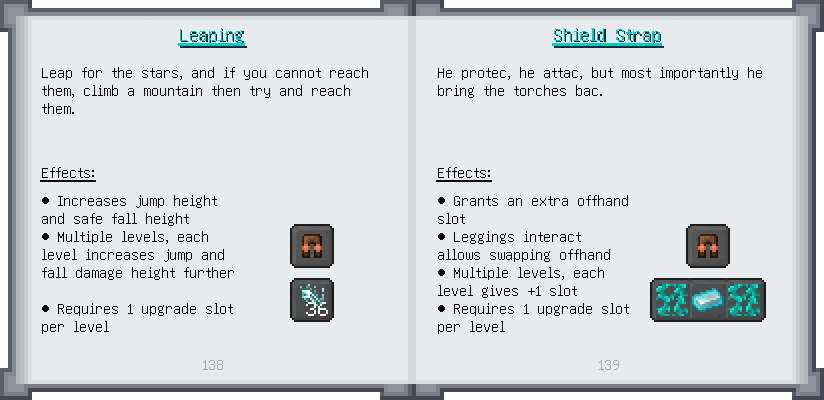 Leaping
Leap for the stars, and if you cannot reach
them, climb a mountain then try and reach
them.
Effects:
● Increases jump height
and safe fall height
● Multiple levels, each
level increases jump and
fall damage height further
● Requires 1 upgrade slot
per level
36
138
Shield Strap
He protec, he attac, but most importantly he
bring the torches bac.
Effects:
● Grants an extra offhand
slot
● Leggings interact
allows swapping offhand
● Multiple levels, each
level gives +1 slot
● Requires 1 upgrade slot
per level
139